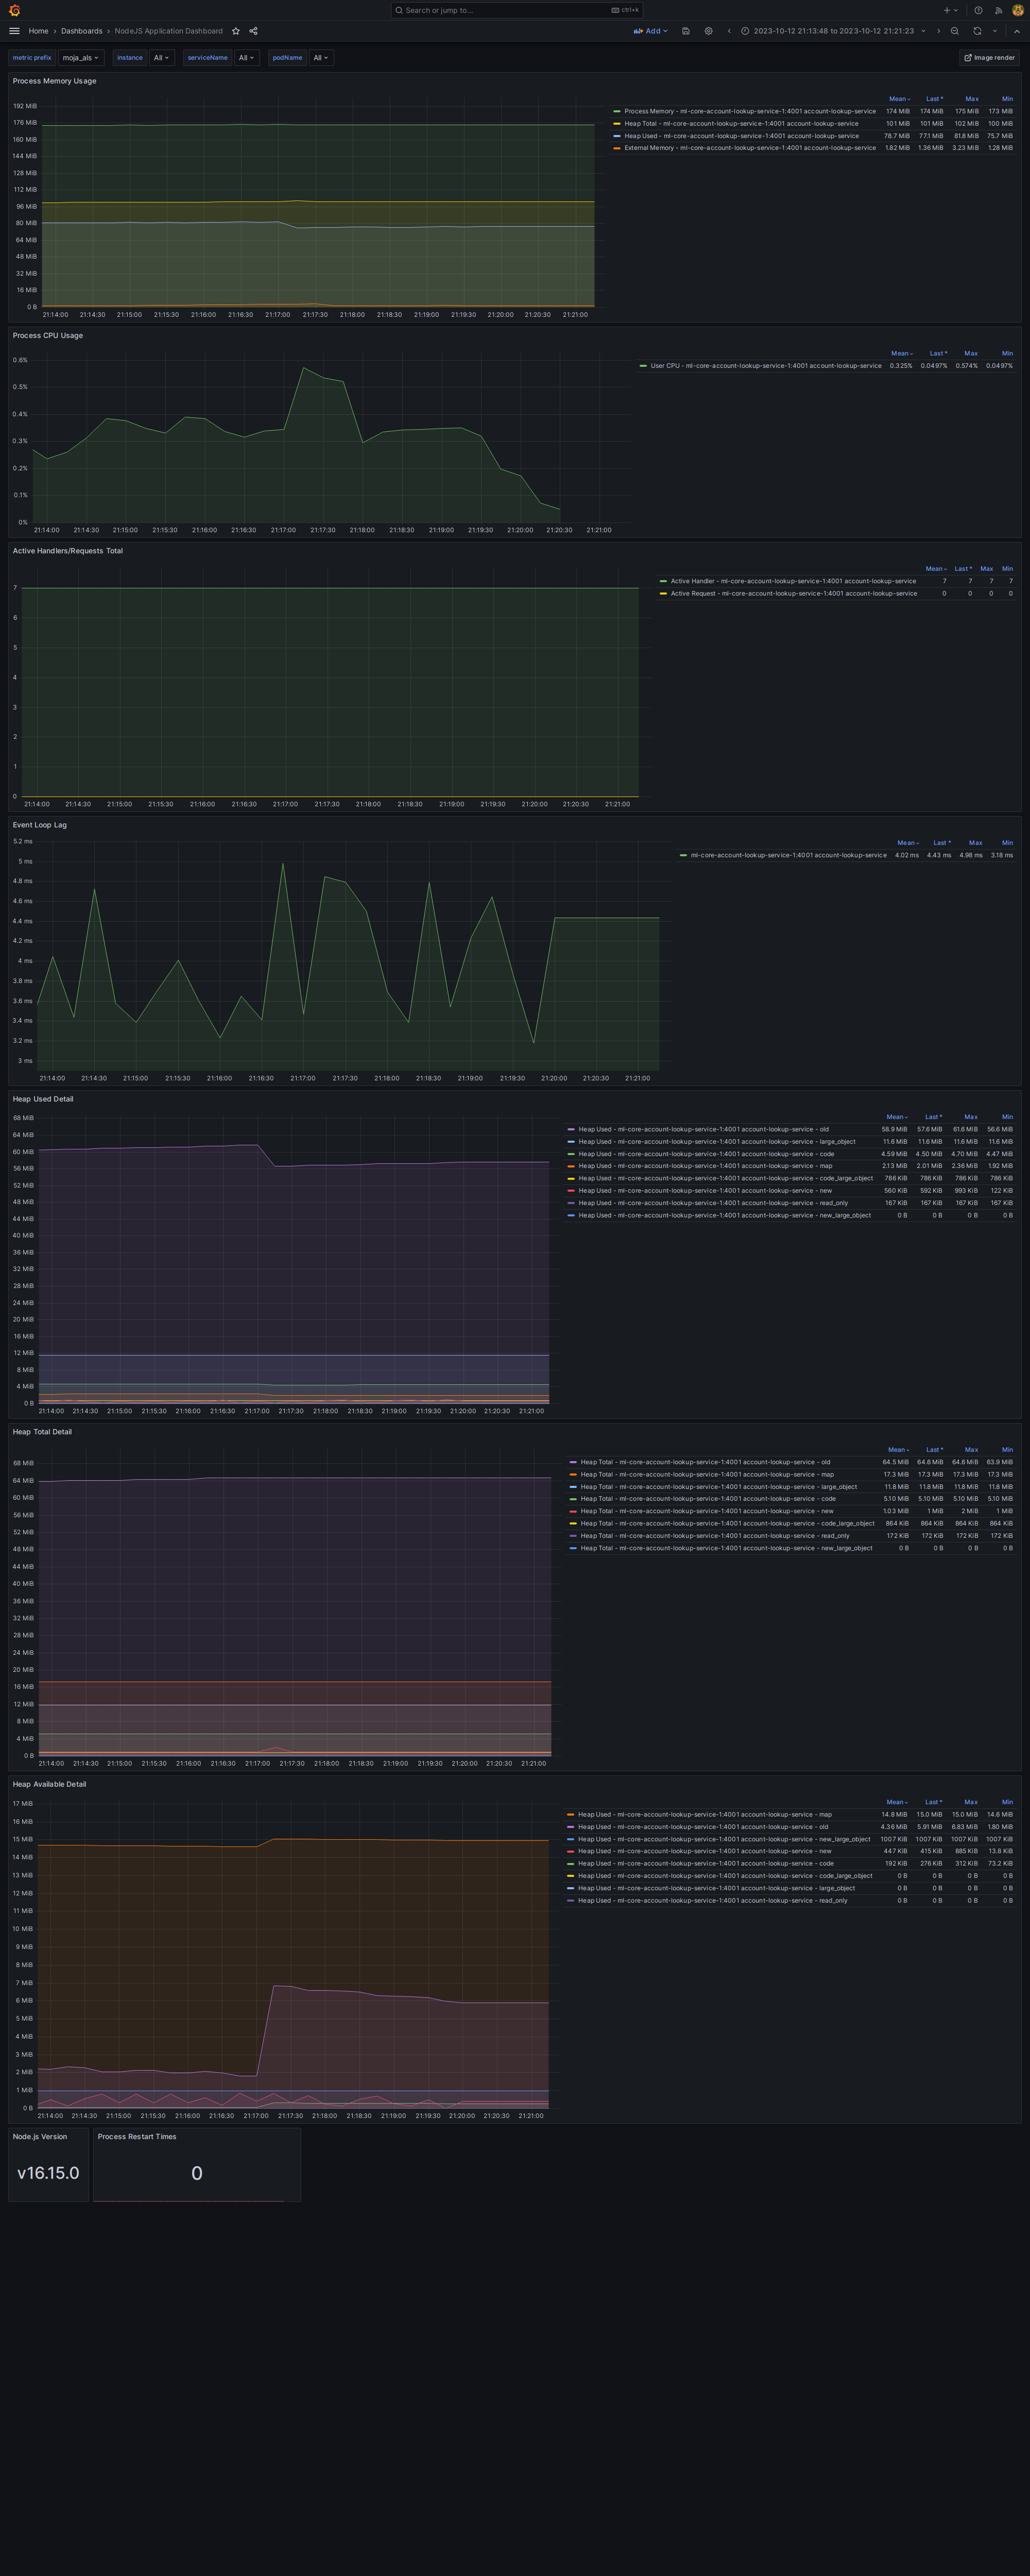 Search or jump to... ctrl+k
Home › Dashboards › NodeJS Application Dashboard Add 2023-10-12 21:13:48 to 2023-10-12 21:21:23
metric prefix moja_als instance All serviceName All podName All Image render
Process Memory Usage
Mean Last * Max Min
Process Memory - ml-core-account-lookup-service-1:4001 account-lookup-service 174 MiB 174 MiB 175 MiB 173 MiB
Heap Total - ml-core-account-lookup-service-1:4001 account-lookup-service 101 MiB 101 MiB 102 MiB 100 MiB
Heap Used - ml-core-account-lookup-service-1:4001 account-lookup-service 78.7 MiB 77.1 MiB 81.8 MiB 75.7 MiB
External Memory - ml-core-account-lookup-service-1:4001 account-lookup-service 1.82 MiB 1.36 MiB 3.23 MiB 1.28 MiB
192 MiB
176 MiB
160 MiB
144 MiB
128 MiB
112 MiB
96 MiB
80 MiB
64 MiB
48 MiB
32 MiB
16 MiB
0 B
21:14:00 21:14:30 21:15:00 21:15:30 21:16:00 21:16:30 21:17:00 21:17:30 21:18:00 21:18:30 21:19:00 21:19:30 21:20:00 21:20:30 21:21:00
Process CPU Usage
Mean Last * Max Min
User CPU - ml-core-account-lookup-service-1:4001 account-lookup-service 0.325% 0.0497% 0.574% 0.0497%
0.6%
0.5%
0.4%
0.3%
0.2%
0.1%
0%
21:14:00 21:14:30 21:15:00 21:15:30 21:16:00 21:16:30 21:17:00 21:17:30 21:18:00 21:18:30 21:19:00 21:19:30 21:20:00 21:20:30 21:21:00
Active Handlers/Requests Total
Mean Last * Max Min
Active Handler - ml-core-account-lookup-service-1:4001 account-lookup-service 7 7 7 7
Active Request - ml-core-account-lookup-service-1:4001 account-lookup-service 0 0 0 0
7
6
5
4
3
2
1
0
21:14:00 21:14:30 21:15:00 21:15:30 21:16:00 21:16:30 21:17:00 21:17:30 21:18:00 21:18:30 21:19:00 21:19:30 21:20:00 21:20:30 21:21:00
Event Loop Lag
Mean Last * Max Min
ml-core-account-lookup-service-1:4001 account-lookup-service 4.02 ms 4.43 ms 4.98 ms 3.18 ms
5.2 ms
5 ms
4.8 ms
4.6 ms
4.4 ms
4.2 ms
4 ms
3.8 ms
3.6 ms
3.4 ms
3.2 ms
3 ms
21:14:00 21:14:30 21:15:00 21:15:30 21:16:00 21:16:30 21:17:00 21:17:30 21:18:00 21:18:30 21:19:00 21:19:30 21:20:00 21:20:30 21:21:00
Heap Used Detail
Mean Last * Max Min
Heap Used - ml-core-account-lookup-service-1:4001 account-lookup-service - old 58.9 MiB 57.6 MiB 61.6 MiB 56.6 MiB
Heap Used - ml-core-account-lookup-service-1:4001 account-lookup-service - large_object 11.6 MiB 11.6 MiB 11.6 MiB 11.6 MiB
Heap Used - ml-core-account-lookup-service-1:4001 account-lookup-service - code 4.59 MiB 4.50 MiB 4.70 MiB 4.47 MiB
Heap Used - ml-core-account-lookup-service-1:4001 account-lookup-service - map 2.13 MiB 2.01 MiB 2.36 MiB 1.92 MiB
Heap Used - ml-core-account-lookup-service-1:4001 account-lookup-service - code_large_object 786 KiB 786 KiB 786 KiB 786 KiB
Heap Used - ml-core-account-lookup-service-1:4001 account-lookup-service - new 560 KiB 592 KiB 993 KiB 122 KiB
Heap Used - ml-core-account-lookup-service-1:4001 account-lookup-service - read_only 167 KiB 167 KiB 167 KiB 167 KiB
Heap Used - ml-core-account-lookup-service-1:4001 account-lookup-service - new_large_object 0 B 0 B 0 B 0 B
68 MiB
64 MiB
60 MiB
56 MiB
52 MiB
48 MiB
44 MiB
40 MiB
36 MiB
32 MiB
28 MiB
24 MiB
20 MiB
16 MiB
12 MiB
8 MiB
4 MiB
0 B
21:14:00 21:14:30 21:15:00 21:15:30 21:16:00 21:16:30 21:17:00 21:17:30 21:18:00 21:18:30 21:19:00 21:19:30 21:20:00 21:20:30 21:21:00
Heap Total Detail
Mean Last * Max Min
Heap Total - ml-core-account-lookup-service-1:4001 account-lookup-service - old 64.5 MiB 64.6 MiB 64.6 MiB 63.9 MiB
Heap Total - ml-core-account-lookup-service-1:4001 account-lookup-service - map 17.3 MiB 17.3 MiB 17.3 MiB 17.3 MiB
Heap Total - ml-core-account-lookup-service-1:4001 account-lookup-service - large_object 11.8 MiB 11.8 MiB 11.8 MiB 11.8 MiB
Heap Total - ml-core-account-lookup-service-1:4001 account-lookup-service - code 5.10 MiB 5.10 MiB 5.10 MiB 5.10 MiB
Heap Total - ml-core-account-lookup-service-1:4001 account-lookup-service - new 1.03 MiB 1 MiB 2 MiB 1 MiB
Heap Total - ml-core-account-lookup-service-1:4001 account-lookup-service - code_large_object 864 KiB 864 KiB 864 KiB 864 KiB
Heap Total - ml-core-account-lookup-service-1:4001 account-lookup-service - read_only 172 KiB 172 KiB 172 KiB 172 KiB
Heap Total - ml-core-account-lookup-service-1:4001 account-lookup-service - new_large_object 0 B 0 B 0 B 0 B
68 MiB
64 MiB
60 MiB
56 MiB
52 MiB
48 MiB
44 MiB
40 MiB
36 MiB
32 MiB
28 MiB
24 MiB
20 MiB
16 MiB
12 MiB
8 MiB
4 MiB
0 B
21:14:00 21:14:30 21:15:00 21:15:30 21:16:00 21:16:30 21:17:00 21:17:30 21:18:00 21:18:30 21:19:00 21:19:30 21:20:00 21:20:30 21:21:00
Heap Available Detail
Mean Last * Max Min
Heap Used - ml-core-account-lookup-service-1:4001 account-lookup-service - map 14.8 MiB 15.0 MiB 15.0 MiB 14.6 MiB
Heap Used - ml-core-account-lookup-service-1:4001 account-lookup-service - old 4.36 MiB 5.91 MiB 6.83 MiB 1.80 MiB
Heap Used - ml-core-account-lookup-service-1:4001 account-lookup-service - new_large_object 1007 KiB 1007 KiB 1007 KiB 1007 KiB
Heap Used - ml-core-account-lookup-service-1:4001 account-lookup-service - new 447 KiB 415 KiB 885 KiB 13.8 KiB
Heap Used - ml-core-account-lookup-service-1:4001 account-lookup-service - code 192 KiB 276 KiB 312 KiB 73.2 KiB
Heap Used - ml-core-account-lookup-service-1:4001 account-lookup-service - code_large_object 0 B 0 B 0 B 0 B
Heap Used - ml-core-account-lookup-service-1:4001 account-lookup-service - large_object 0 B 0 B 0 B 0 B
Heap Used - ml-core-account-lookup-service-1:4001 account-lookup-service - read_only 0 B 0 B 0 B 0 B
17 MiB
16 MiB
15 MiB
14 MiB
13 MiB
12 MiB
11 MiB
10 MiB
9 MiB
8 MiB
7 MiB
6 MiB
5 MiB
4 MiB
3 MiB
2 MiB
1 MiB
0 B
21:14:00 21:14:30 21:15:00 21:15:30 21:16:00 21:16:30 21:17:00 21:17:30 21:18:00 21:18:30 21:19:00 21:19:30 21:20:00 21:20:30 21:21:00
Node.js Version Process Restart Times
v16.15.0 0